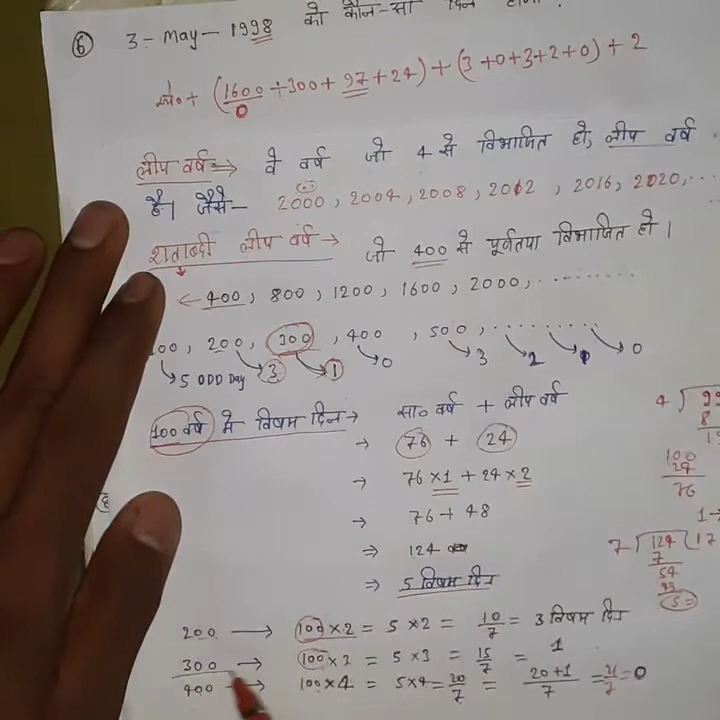 ⑥ 3 - May - 1998 को कौन-सा दिन
(1600 ÷ 300 + 97 + 24) + (3 + 0 + 3 + 2 + 0) + 2
0
लीप वर्ष ⇒ वे वर्ष जो 4 से विभाजित हो, लीप वर्ष
है। जैसे - 2000, 2004, 2008, 2012, 2016, 2020, ...
शताब्दी लीप वर्ष → जो 400 से पूर्णतया विभाजित हो।
← 400, 800, 1200, 1600, 2000, ..........
100, 200, 300, 400, 500, ........
5 ODD Day 3 1 0 3 2 0
100 वर्ष में विषम दिन → सा० वर्ष + लीप वर्ष
→ 76 + 24
→ 76 × 1 + 24 × 2
→ 76 + 48
⇒ 124
⇒ 5 विषम दिन
4
8
100
24
76
7 124 17
7
54
5 =
200 → 100 × 2 = 5 × 2 = 10/7 = 3 विषम दिन
300 → 100 × 3 = 5 × 3 = 15/7 = 1
400 → 100 × 4 = 5 × 4 = 20/7 = 20+1/7 = 21/7 = 0